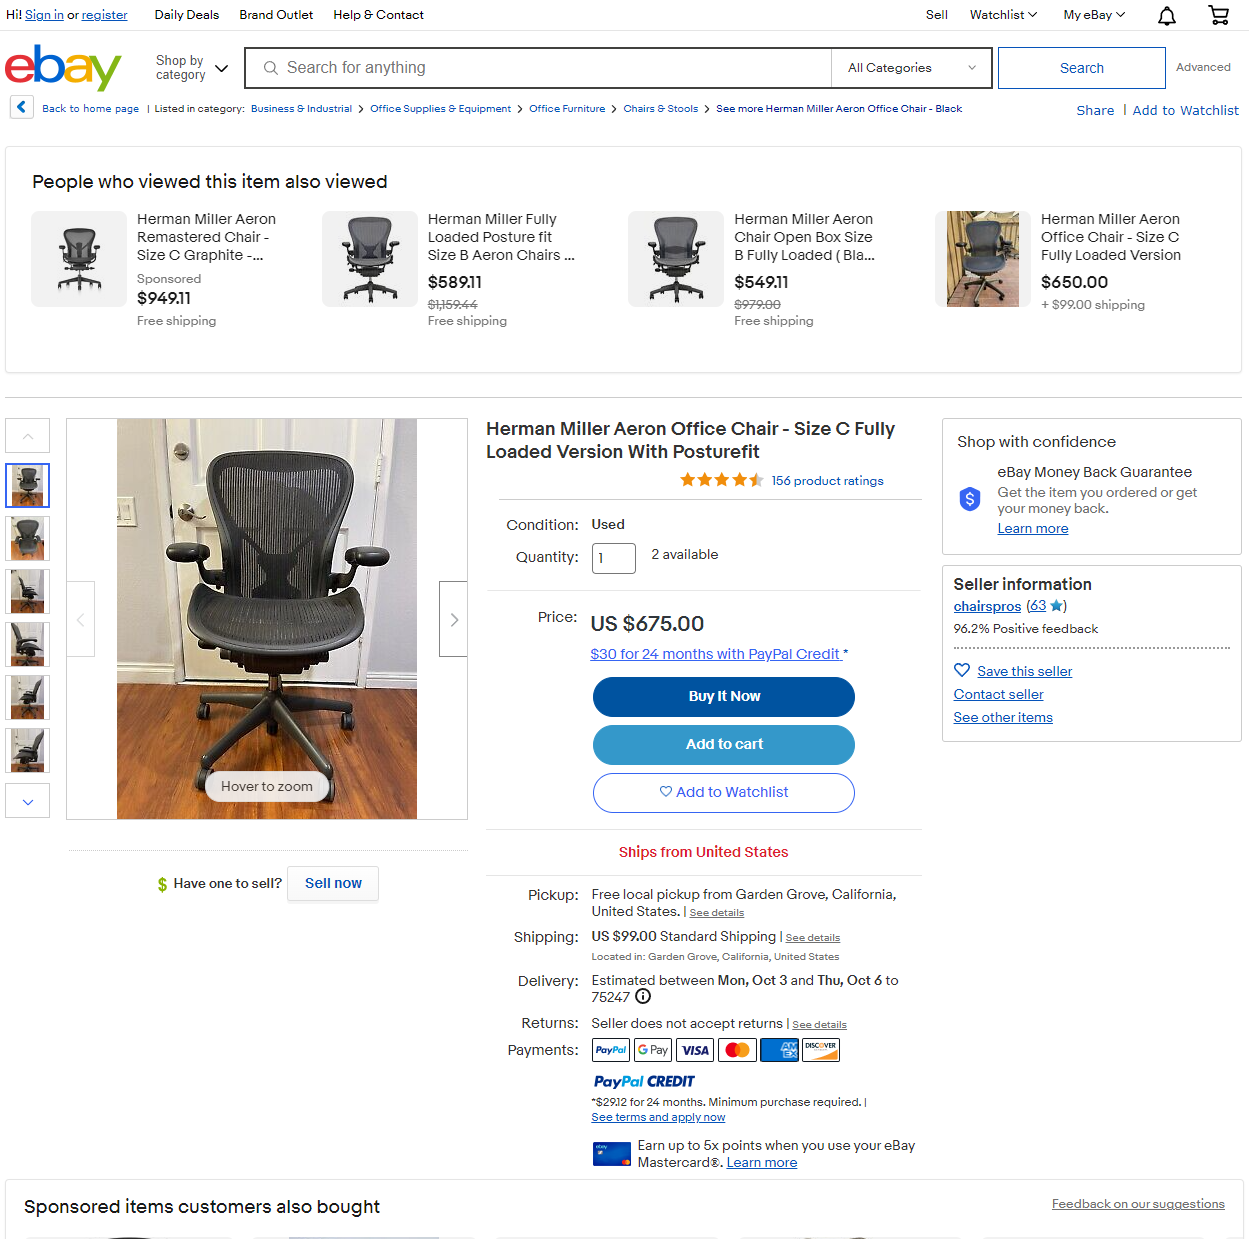 Hi! Sign in or register Daily Deals Brand Outlet Help & Contact Sell Watchlist My eBay
ebay Shop by category Search for anything All Categories Search Advanced
Back to home page | Listed in category: Business & Industrial > Office Supplies & Equipment > Office Furniture > Chairs & Stools > See more Herman Miller Aeron Office Chair - Black
Share | Add to Watchlist
People who viewed this item also viewed
Herman Miller Aeron
Remastered Chair -
Size C Graphite -...
Sponsored
$949.11
Free shipping
Herman Miller Fully
Loaded Posture fit
Size B Aeron Chairs ...
$589.11
$1,159.44
Free shipping
Herman Miller Aeron
Chair Open Box Size
B Fully Loaded ( Bla...
$549.11
$979.00
Free shipping
Herman Miller Aeron
Office Chair - Size C
Fully Loaded Version
$650.00
+ $99.00 shipping
Hover to zoom
$ Have one to sell? Sell now
Herman Miller Aeron Office Chair - Size C Fully
Loaded Version With Posturefit
156 product ratings
Condition: Used
Quantity: 1 2 available
Price: US $675.00
$30 for 24 months with PayPal Credit *
Buy It Now
Add to cart
Add to Watchlist
Ships from United States
Pickup: Free local pickup from Garden Grove, California,
United States. | See details
Shipping: US $99.00 Standard Shipping | See details
Located in: Garden Grove, California, United States
Delivery: Estimated between Mon, Oct 3 and Thu, Oct 6 to
75247
Returns: Seller does not accept returns | See details
Payments: PayPal G Pay VISA AMEX DISCOVER
PayPal CREDIT
*$29.12 for 24 months. Minimum purchase required. |
See terms and apply now
ebay Earn up to 5x points when you use your eBay
Mastercard®. Learn more
Shop with confidence
eBay Money Back Guarantee
Get the item you ordered or get
your money back.
Learn more
Seller information
chairspros (63)
96.2% Positive feedback
Save this seller
Contact seller
See other items
Sponsored items customers also bought
Feedback on our suggestions